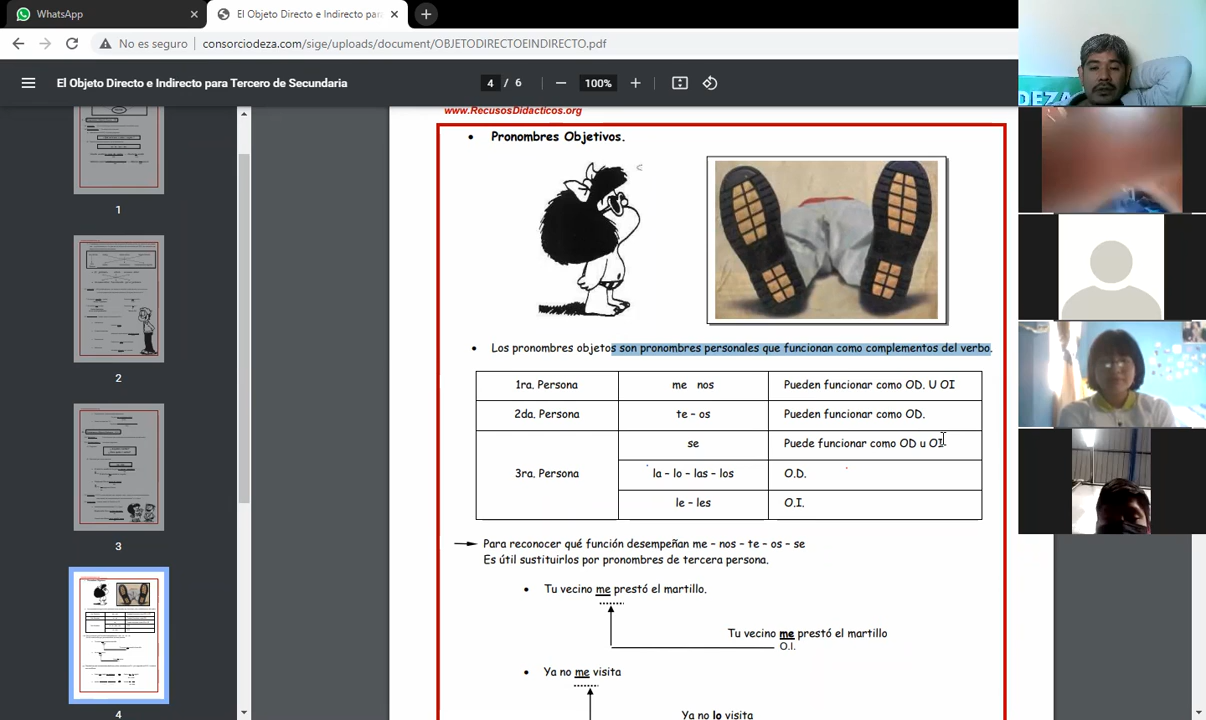 WhatsApp
El Objeto Directo e Indirecto par
No es seguro
consorciodeza.com/sige/uploads/document/OBJETODIRECTOEINDIRECTO.pdf
El Objeto Directo e Indirecto para Tercero de Secundaria
4 / 6
100%
DEZA
www.RecusosDidacticos.org
• Pronombres Objetivos.
• Los pronombres objetos son pronombres personales que funcionan como complementos del verbo.
1ra. Persona me nos Pueden funcionar como OD. U OI
2da. Persona te – os Pueden funcionar como OD.
3ra. Persona
se Puede funcionar como OD u OI.
la – lo – las – los O.D.
le – les O.I.
Para reconocer qué función desempeñan me – nos – te – os – se
Es útil sustituirlos por pronombres de tercera persona.
• Tu vecino me prestó el martillo.
Tu vecino me prestó el martillo
O.I.
• Ya no me visita
Ya no lo visita
1
2
3
4